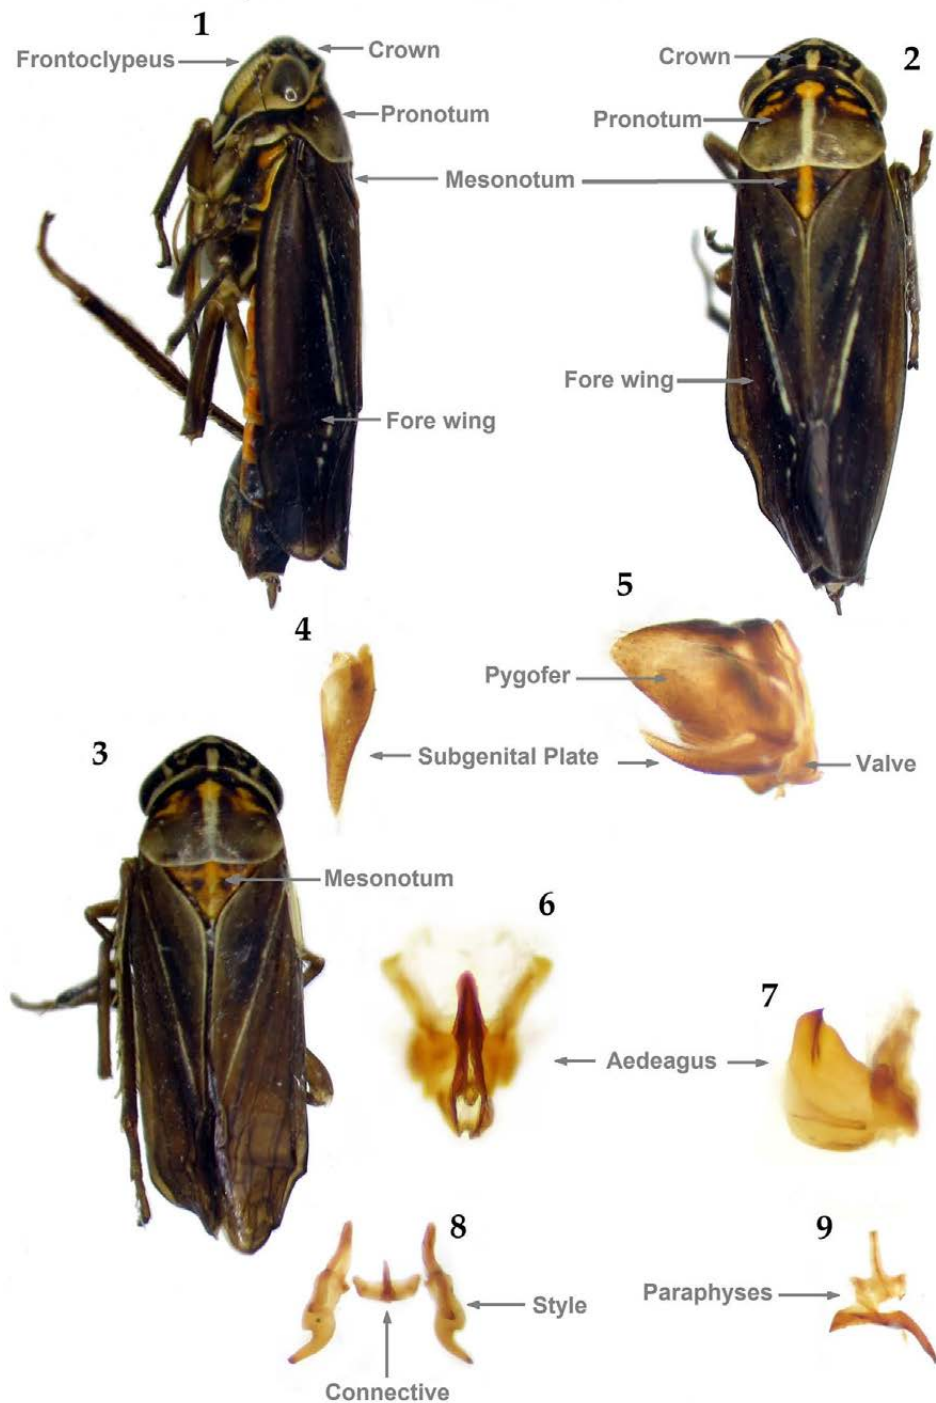 1
Crown
Frontoclypeus
Pronotum
Mesonotum
Fore wing
2
Crown
Pronotum
Fore wing
3
Mesonotum
4
Subgenital Plate
5
Pygofer
Valve
6
Aedeagus
7
8
Style
Connective
9
Paraphyses